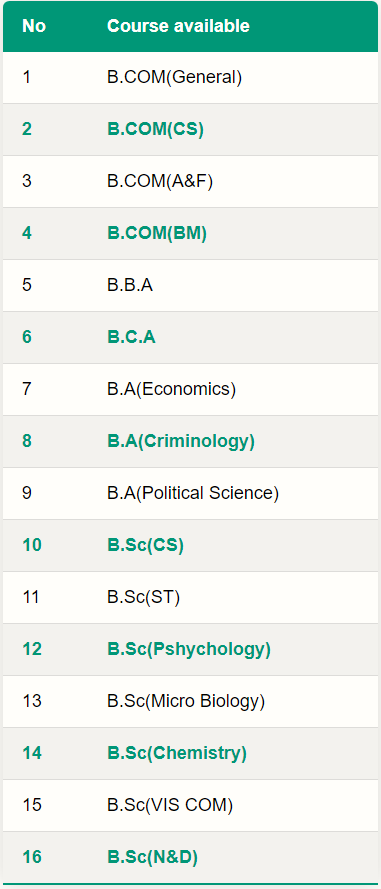 No Course available
1 B.COM(General)
2 B.COM(CS)
3 B.COM(A&F)
4 B.COM(BM)
5 B.B.A
6 B.C.A
7 B.A(Economics)
8 B.A(Criminology)
9 B.A(Political Science)
10 B.Sc(CS)
11 B.Sc(ST)
12 B.Sc(Pshychology)
13 B.Sc(Micro Biology)
14 B.Sc(Chemistry)
15 B.Sc(VIS COM)
16 B.Sc(N&D)